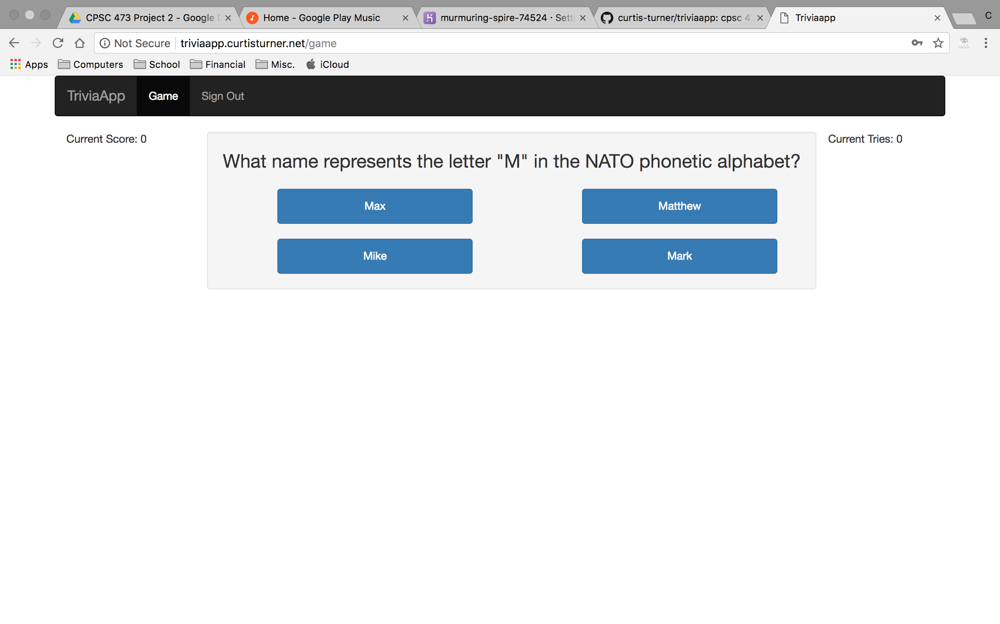 CPSC 473 Project 2 - Google
Home - Google Play Music
murmuring-spire-74524 · Setti
curtis-turner/triviaapp: cpsc 4
Triviaapp
C
Not Secure
triviaapp.curtisturner.net/game
Apps
Computers
School
Financial
Misc.
iCloud
TriviaApp
Game
Sign Out
Current Score: 0
What name represents the letter "M" in the NATO phonetic alphabet?
Current Tries: 0
Max
Matthew
Mike
Mark